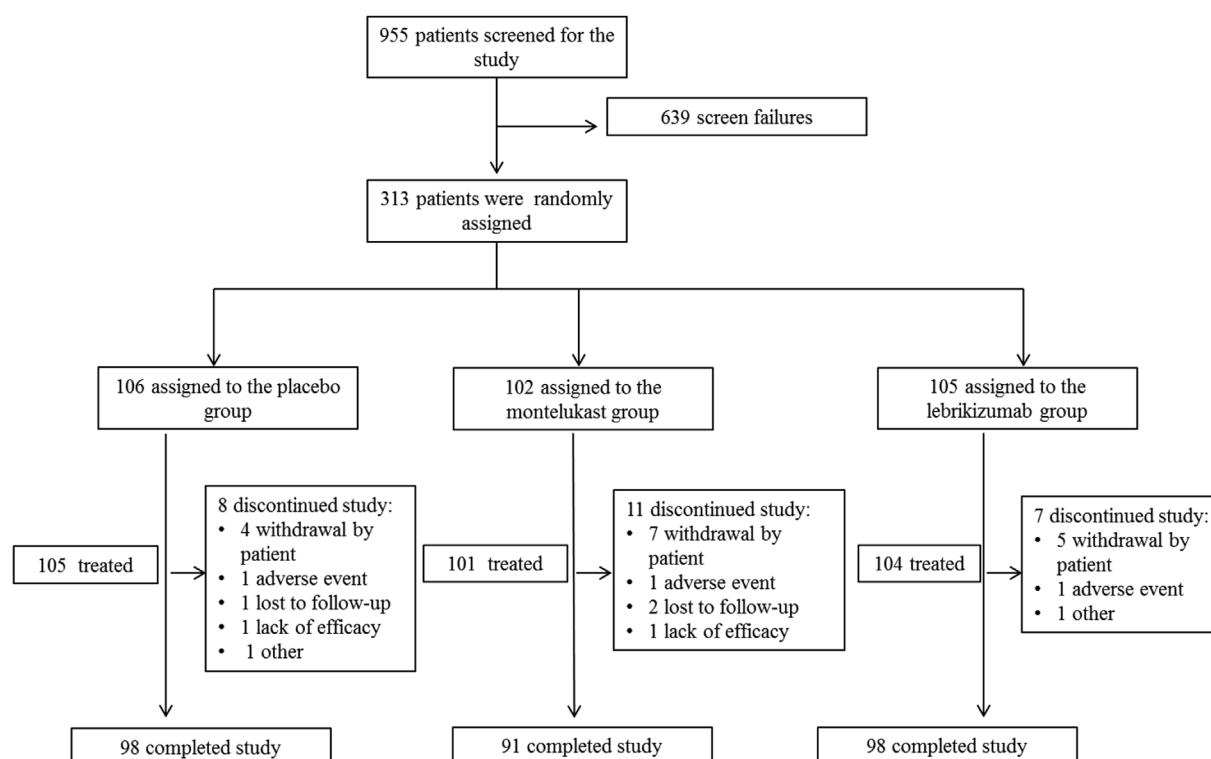 955 patients screened for the
study
639 screen failures
313 patients were randomly
assigned
106 assigned to the placebo
group
102 assigned to the
montelukast group
105 assigned to the
lebrikizumab group
105 treated
8 discontinued study:
• 4 withdrawal by
patient
• 1 adverse event
• 1 lost to follow-up
• 1 lack of efficacy
• 1 other
101 treated
11 discontinued study:
• 7 withdrawal by
patient
• 1 adverse event
• 2 lost to follow-up
• 1 lack of efficacy
104 treated
7 discontinued study:
• 5 withdrawal by
patient
• 1 adverse event
• 1 other
98 completed study
91 completed study
98 completed study